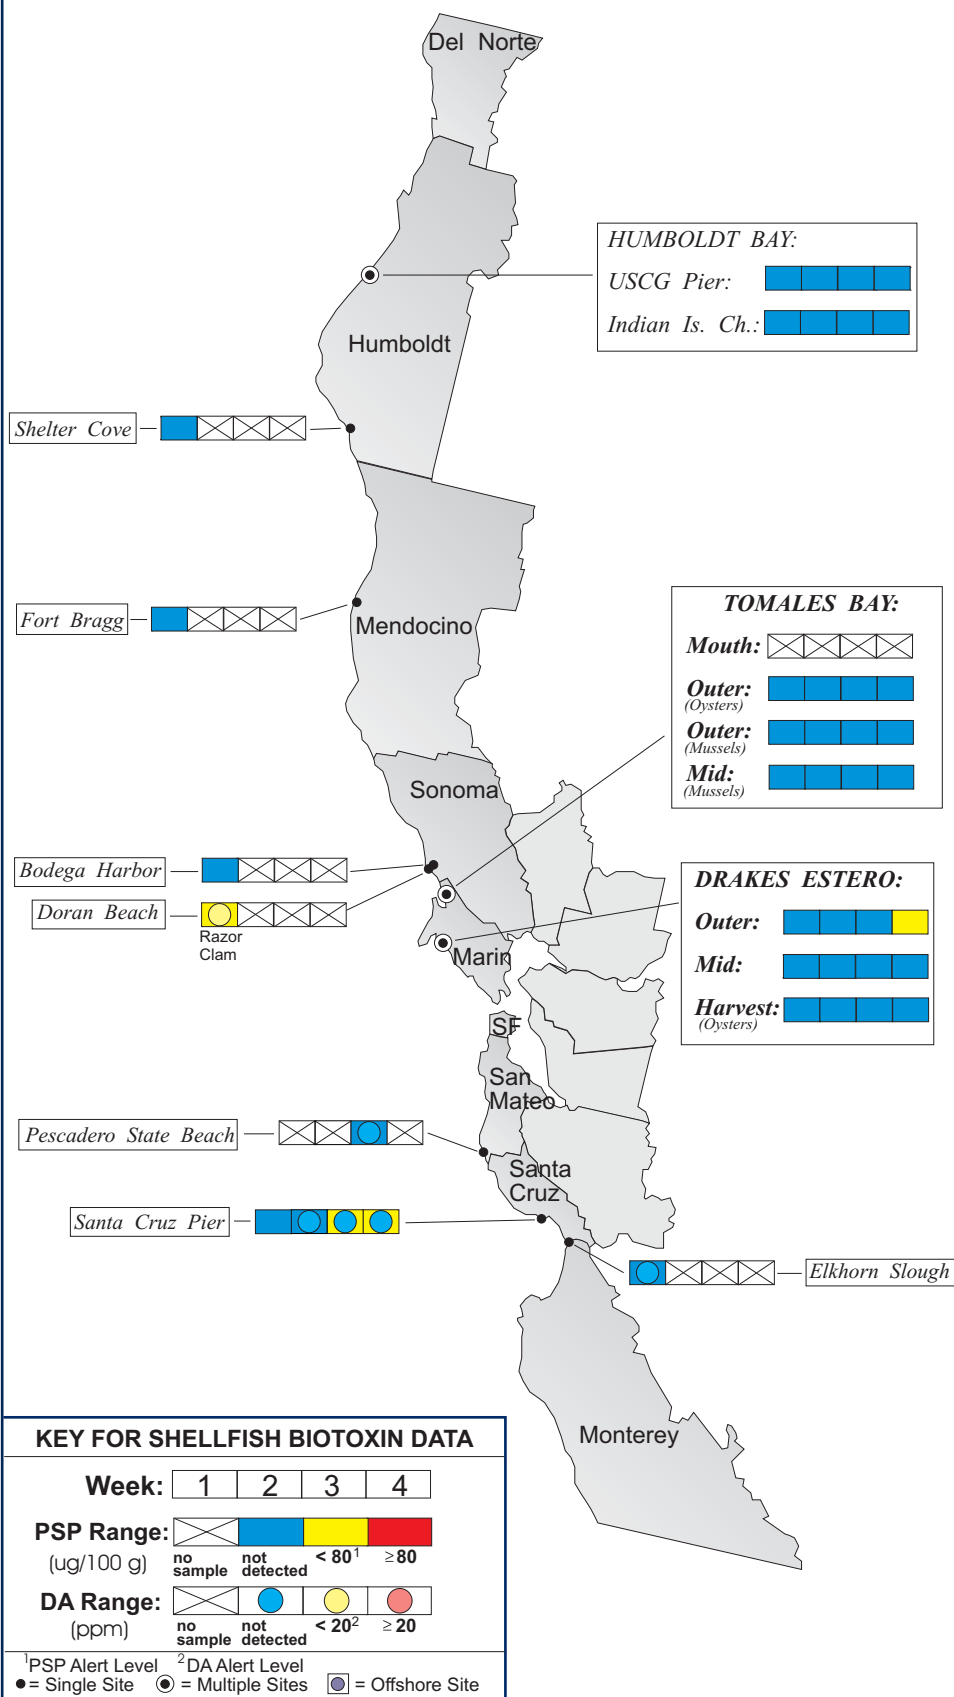 Del Norte
HUMBOLDT BAY:
USCG Pier:
Indian Is. Ch.:
Humboldt
Shelter Cove
Fort Bragg
Mendocino
TOMALES BAY:
Mouth:
Outer:
(Oysters)
Outer:
(Mussels)
Mid:
(Mussels)
Sonoma
Bodega Harbor
Doran Beach
Razor
Clam
DRAKES ESTERO:
Outer:
Mid:
Harvest:
(Oysters)
Marin
SF
San
Mateo
Pescadero State Beach
Santa
Cruz
Santa Cruz Pier
Elkhorn Slough
Monterey
KEY FOR SHELLFISH BIOTOXIN DATA
Week: 1 2 3 4
PSP Range:
(ug/100 g)
no sample
not detected
< 80¹
≥80
DA Range:
(ppm)
no sample
not detected
< 20²
≥ 20
¹PSP Alert Level ²DA Alert Level
= Single Site = Multiple Sites = Offshore Site